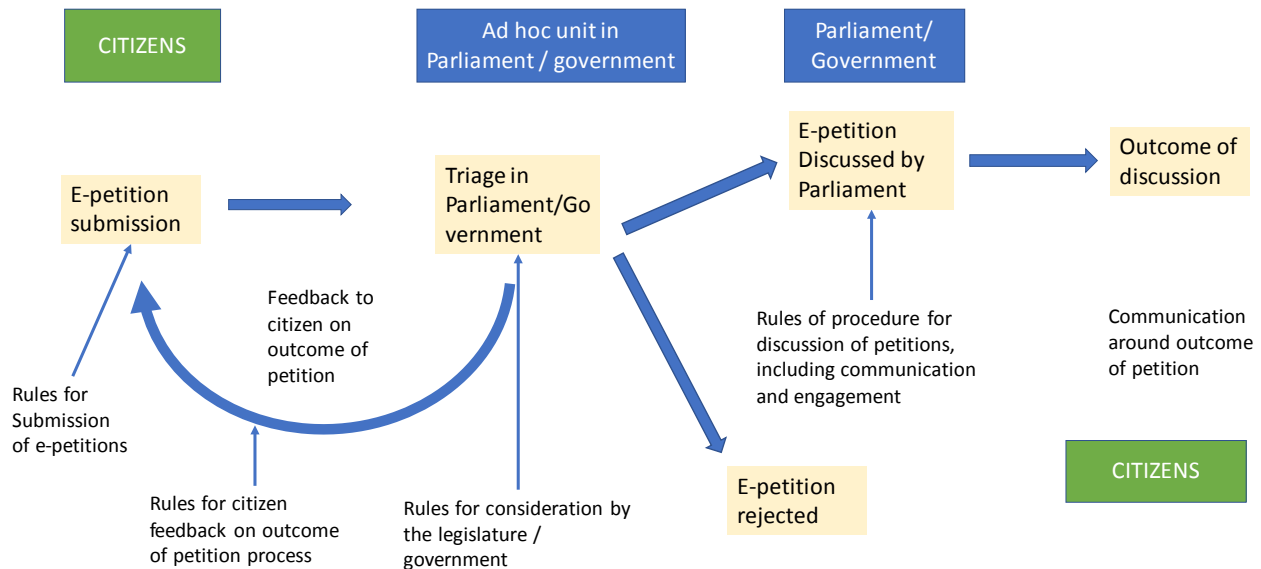 CITIZENS
Ad hoc unit in
Parliament / government
Parliament/
Government
E-petition
submission
Triage in
Parliament/Go
vernment
E-petition
Discussed by
Parliament
Outcome of
discussion
Feedback to
citizen on
outcome of
petition
Rules of procedure for
discussion of petitions,
including communication
and engagement
Communication
around outcome
of petition
Rules for
Submission
of e-petitions
Rules for citizen
feedback on outcome
of petition process
Rules for consideration by
the legislature /
government
E-petition
rejected
CITIZENS